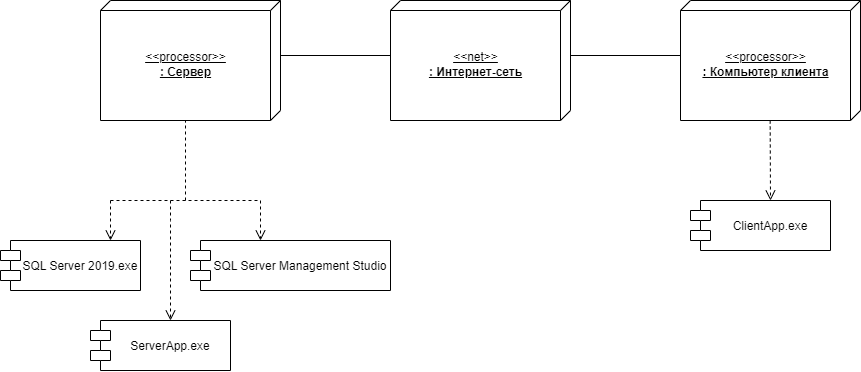 <<processor>>
: Сервер
<<net>>
: Интернет-сеть
<<processor>>
: Компьютер клиента
ClientApp.exe
SQL Server 2019.exe
SQL Server Management Studio
ServerApp.exe